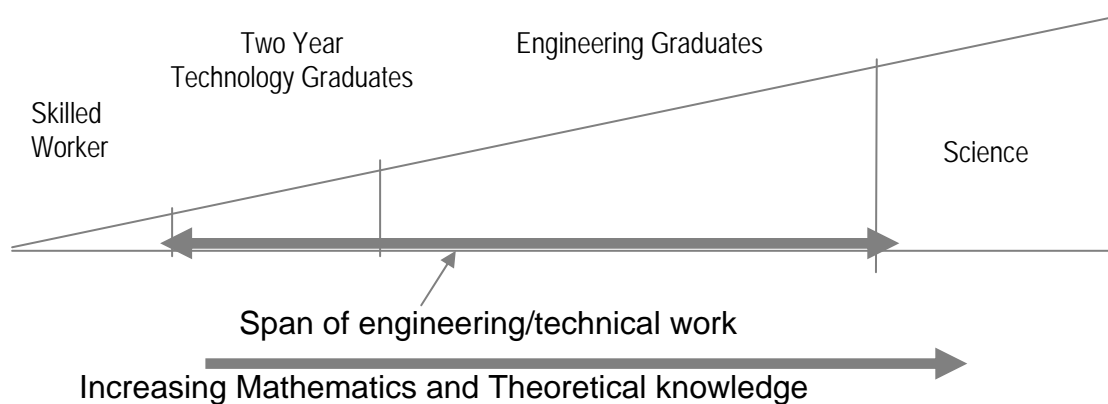 Two Year
Technology Graduates
Engineering Graduates
Skilled
Worker
Science
Span of engineering/technical work
Increasing Mathematics and Theoretical knowledge